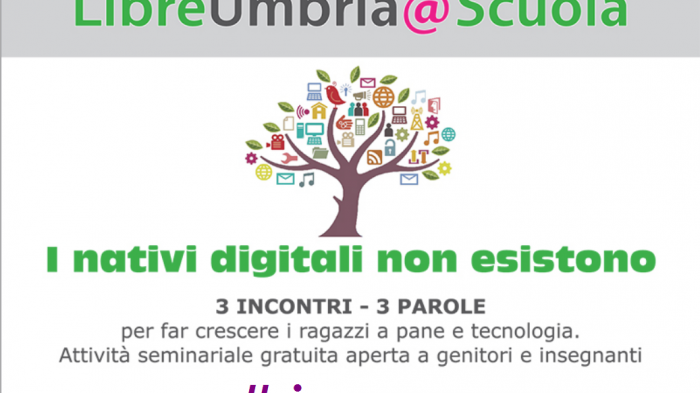 LibreUmbria@Scuola
I nativi digitali non esistono
3 INCONTRI - 3 PAROLE
per far crescere i ragazzi a pane e tecnologia.
Attività seminariale gratuita aperta a genitori e insegnanti